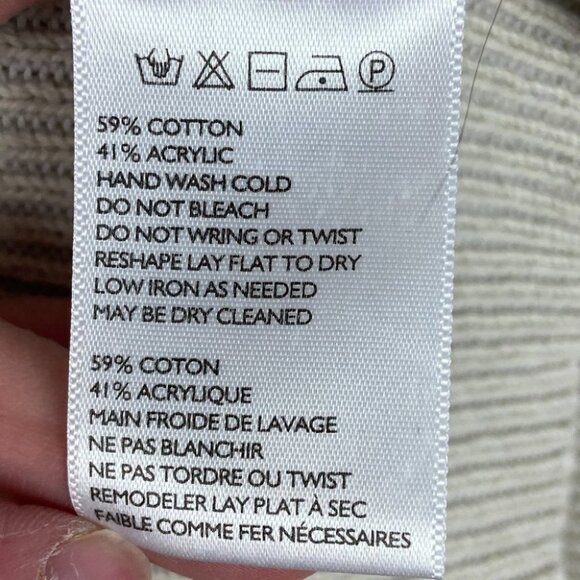 P
59% COTTON
41% ACRYLIC
HAND WASH COLD
DO NOT BLEACH
DO NOT WRING OR TWIST
RESHAPE LAY FLAT TO DRY
LOW IRON AS NEEDED
MAY BE DRY CLEANED
59% COTON
41% ACRYLIQUE
MAIN FROIDE DE LAVAGE
NE PAS BLANCHIR
NE PAS TORDRE OU TWIST
REMODELER LAY PLAT À SEC
FAIBLE COMME FER NÉCESSAIRES